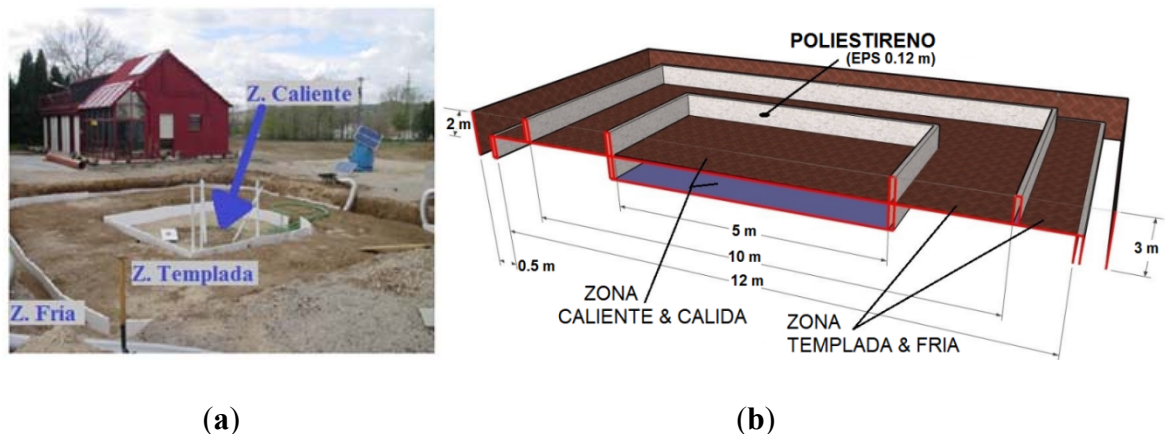 Z. Caliente
Z. Templada
Z. Fría
(a)
POLIESTIRENO
(EPS 0.12 m)
2 m
5 m
10 m
12 m
0.5 m
3 m
ZONA
CALIENTE & CALIDA
ZONA
TEMPLADA & FRIA
(b)